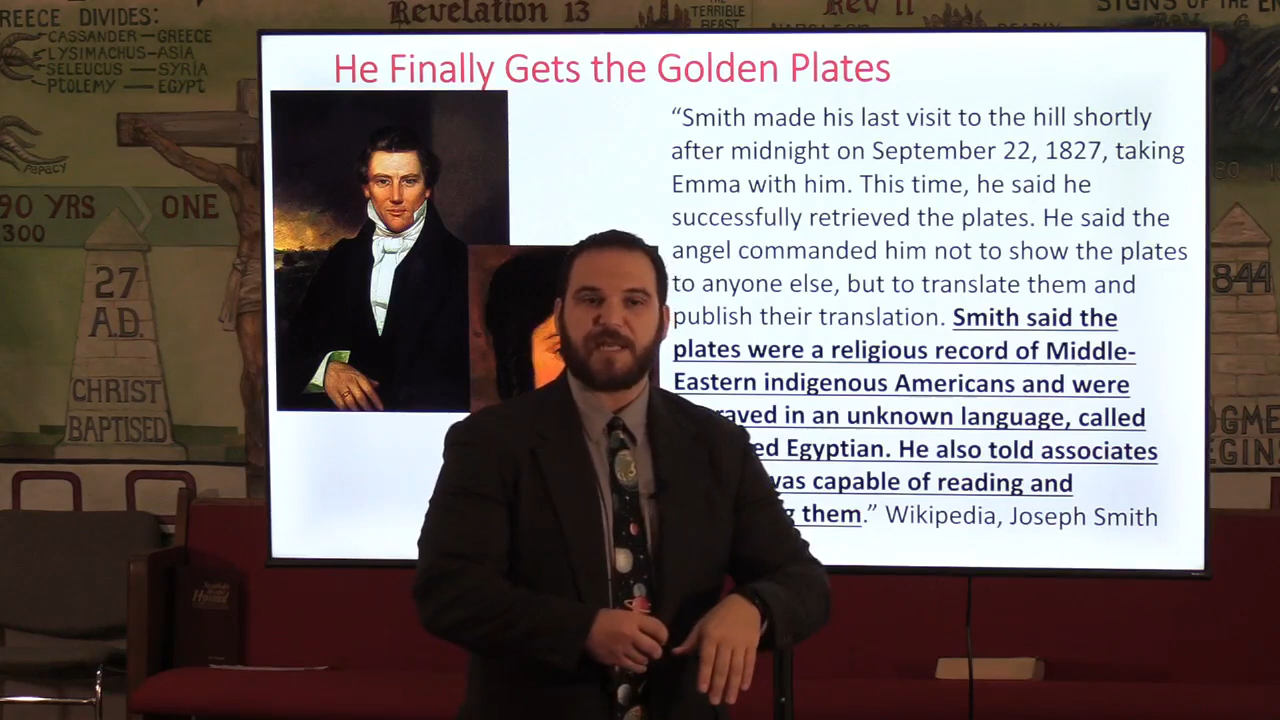 REECE DIVIDES:
CASSANDER—GREECE
LYSIMACHUS-ASIA
SELEUCUS — SYRIA
PTOLEMY — EGYPT
PAPACY
90 YRS
ONE
300
27
A.D.
CHRIST
BAPTISED
Revelation 13
THE
TERRIBLE
BEAST
Rev 11
SIGNS OF THE
844
He Finally Gets the Golden Plates
“Smith made his last visit to the hill shortly
after midnight on September 22, 1827, taking
Emma with him. This time, he said he
successfully retrieved the plates. He said the
angel commanded him not to show the plates
to anyone else, but to translate them and
publish their translation. Smith said the
plates were a religious record of Middle-
Eastern indigenous Americans and were
raved in an unknown language, called
ed Egyptian. He also told associates
was capable of reading and
g them.” Wikipedia, Joseph Smith